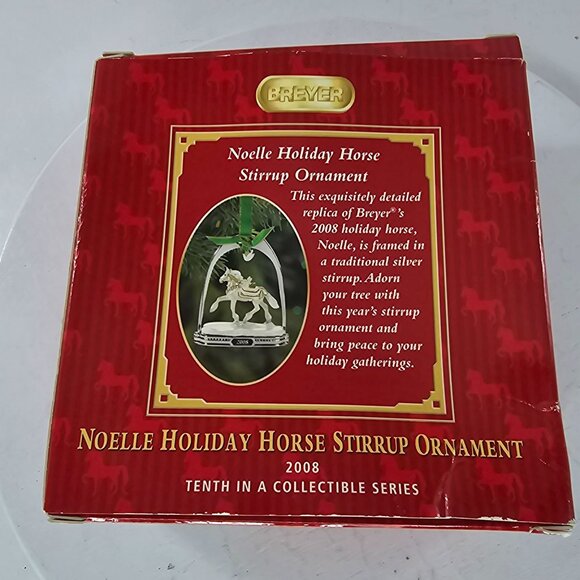 BREYER
Noelle Holiday Horse
Stirrup Ornament
This exquisitely detailed
replica of Breyer®'s
2008 holiday horse,
Noelle, is framed in
a traditional silver
stirrup. Adorn
your tree with
this year's stirrup
ornament and
bring peace to your
holiday gatherings.
2008
NOELLE HOLIDAY HORSE STIRRUP ORNAMENT
2008
TENTH IN A COLLECTIBLE SERIES